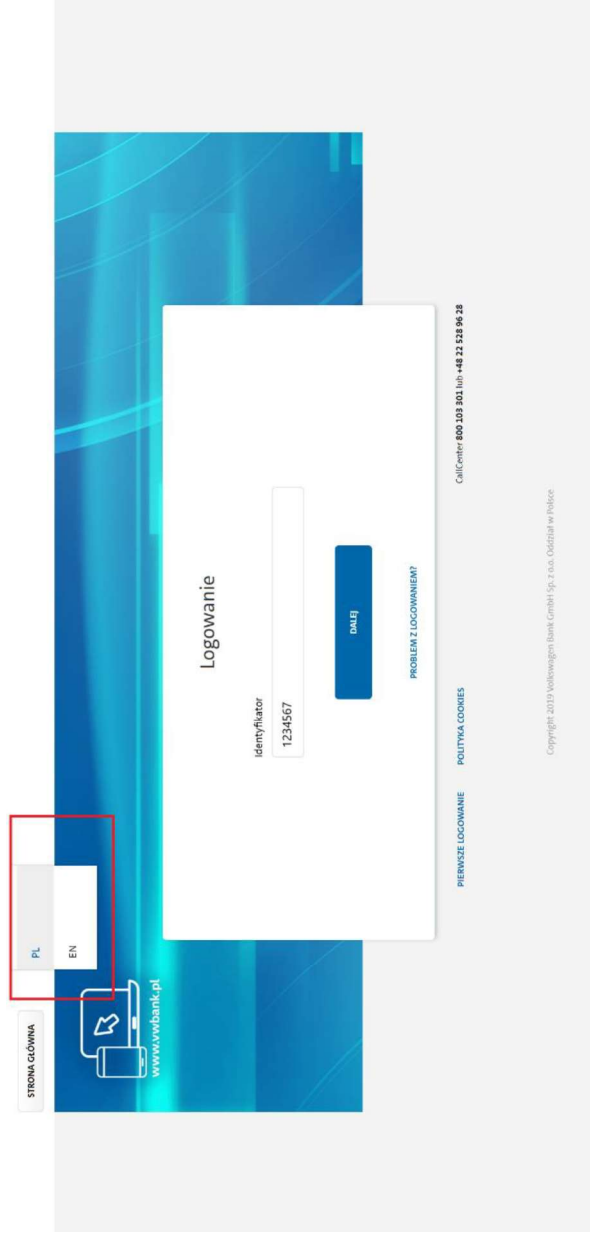 STRONA GŁÓWNA
PL
EN
www.vwbank.pl
Logowanie
Identyfikator
1234567
DALEJ
PROBLEM Z LOGOWANIEM?
PIERWSZE LOGOWANIE POLITYKA COOKIES CallCenter 800 103 301 lub +48 22 528 96 28
Copyright 2019 Volkswagen Bank GmbH Sp. z o.o. Oddział w Polsce